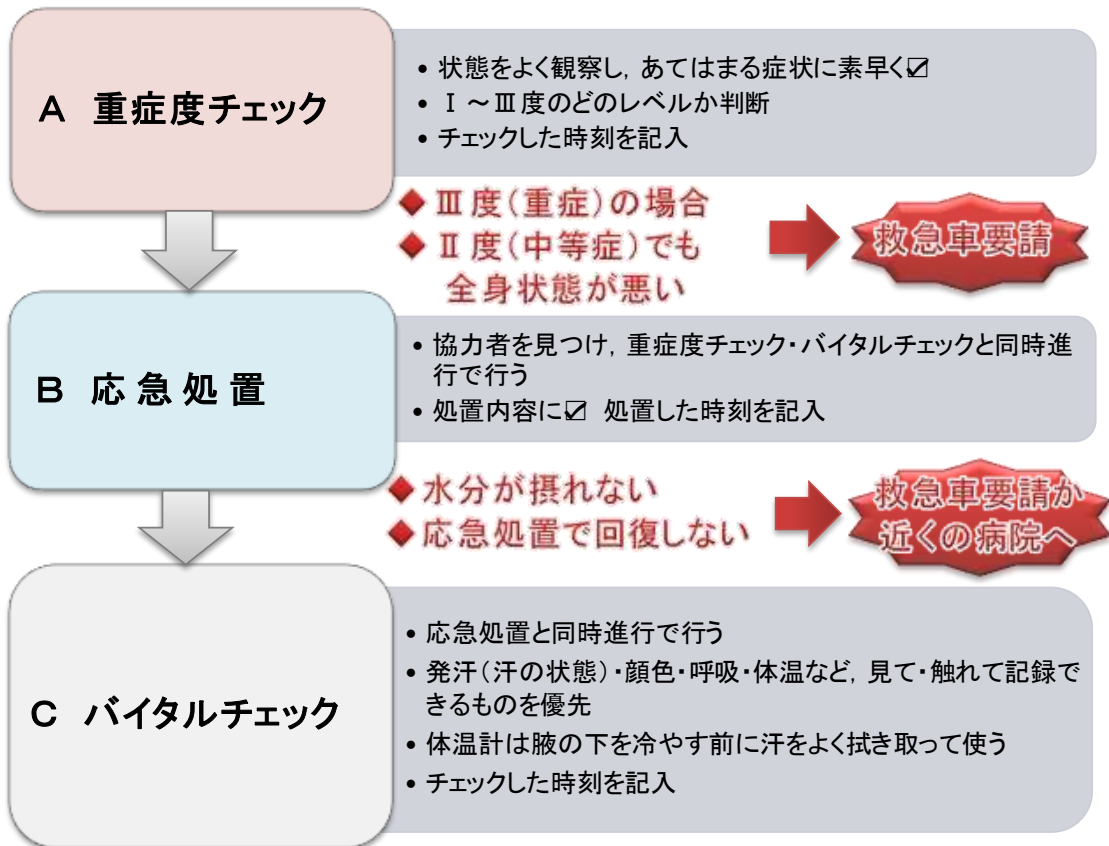 A 重症度チェック
• 状態をよく観察し，あてはまる症状に素早く☑
• Ⅰ～Ⅲ度のどのレベルか判断
• チェックした時刻を記入
◆ Ⅲ度(重症)の場合
◆ Ⅱ度(中等症)でも
全身状態が悪い
救急車要請
B 応急処置
• 協力者を見つけ，重症度チェック・バイタルチェックと同時進
行で行う
• 処置内容に☑ 処置した時刻を記入
◆ 水分が摂れない
◆ 応急処置で回復しない
救急車要請か
近くの病院へ
C バイタルチェック
• 応急処置と同時進行で行う
• 発汗(汗の状態)・顔色・呼吸・体温など，見て・触れて記録で
きるものを優先
• 体温計は腋の下を冷やす前に汗をよく拭き取って使う
• チェックした時刻を記入